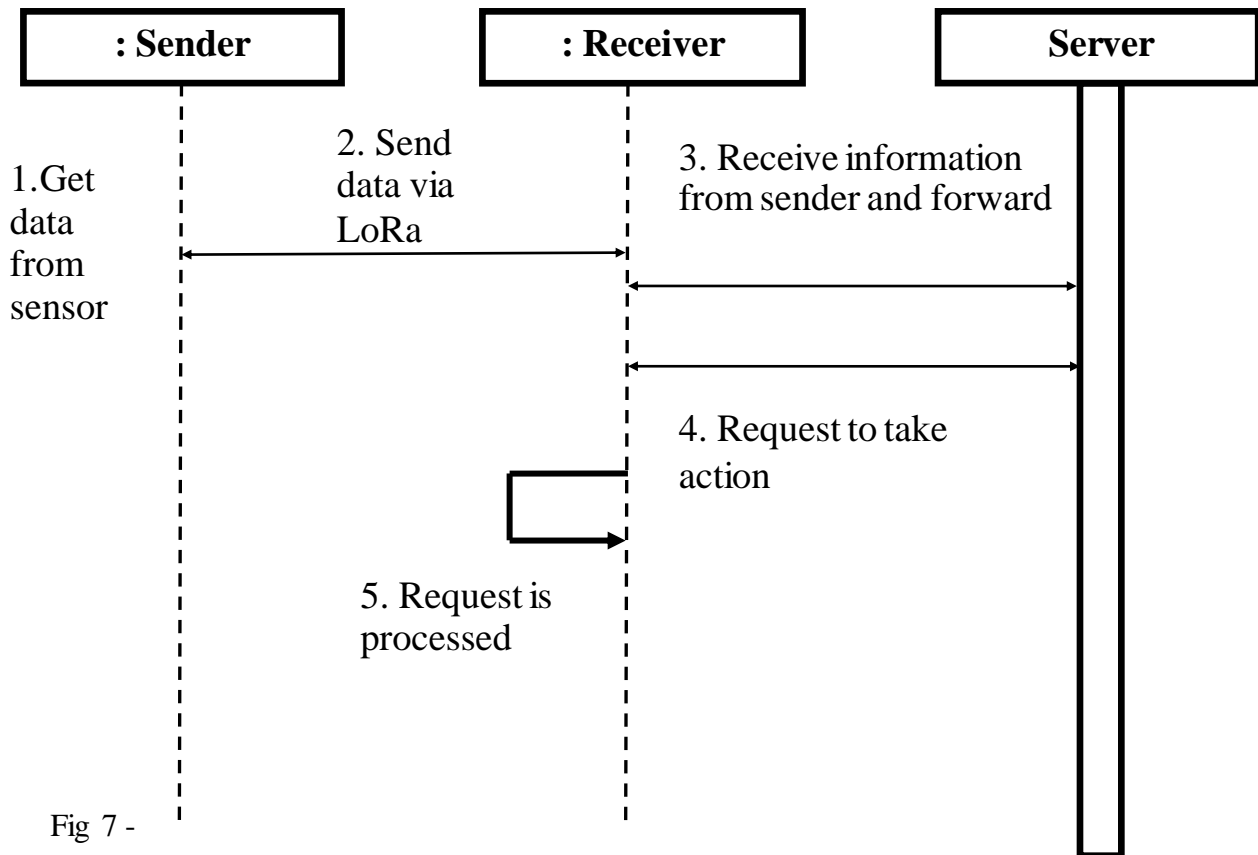 : Sender
: Receiver
Server
1.Get
data
from
sensor
2. Send
data via
LoRa
3. Receive information
from sender and forward
4. Request to take
action
5. Request is
processed
Fig 7 -